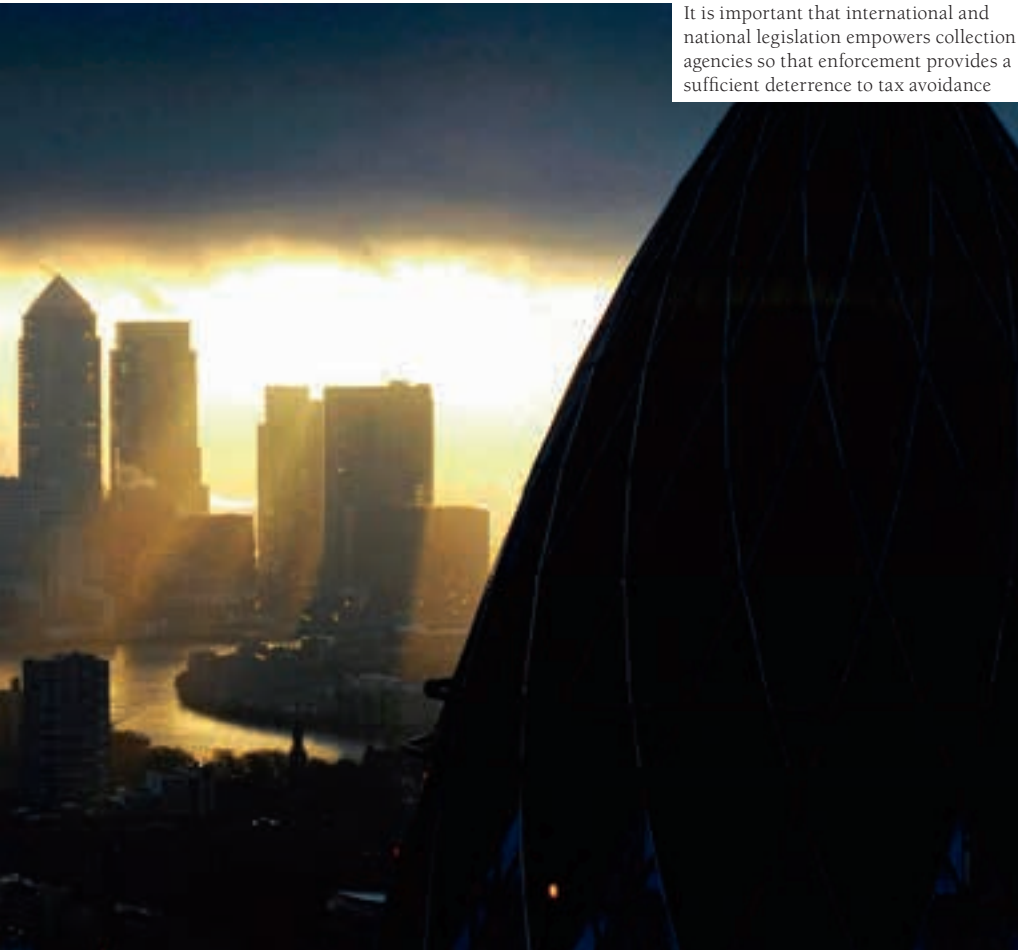 It is important that international and
national legislation empowers collection
agencies so that enforcement provides a
sufficient deterrence to tax avoidance